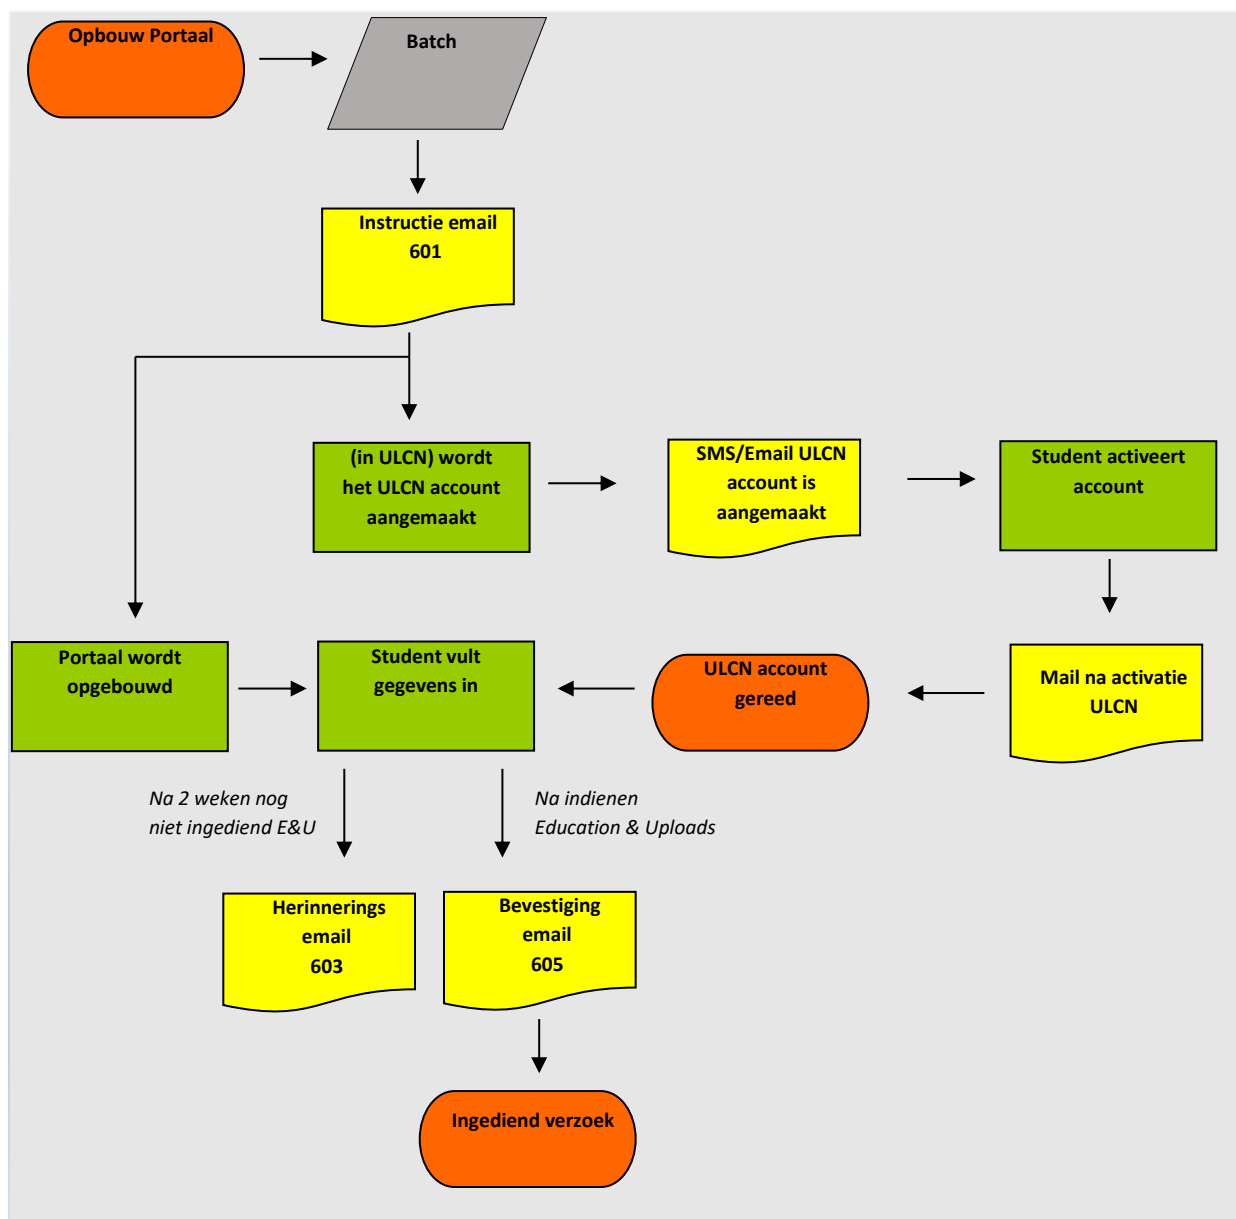 Opbouw Portaal
Batch
Instructie email
601
(in ULCN) wordt
het ULCN account
aangemaakt
SMS/Email ULCN
account is
aangemaakt
Student activeert
account
Portaal wordt
opgebouwd
Student vult
gegevens in
ULCN account
gereed
Mail na activatie
ULCN
Na 2 weken nog
niet ingediend E&U
Na indienen
Education & Uploads
Herinnerings
email
603
Bevestiging
email
605
Ingediend verzoek